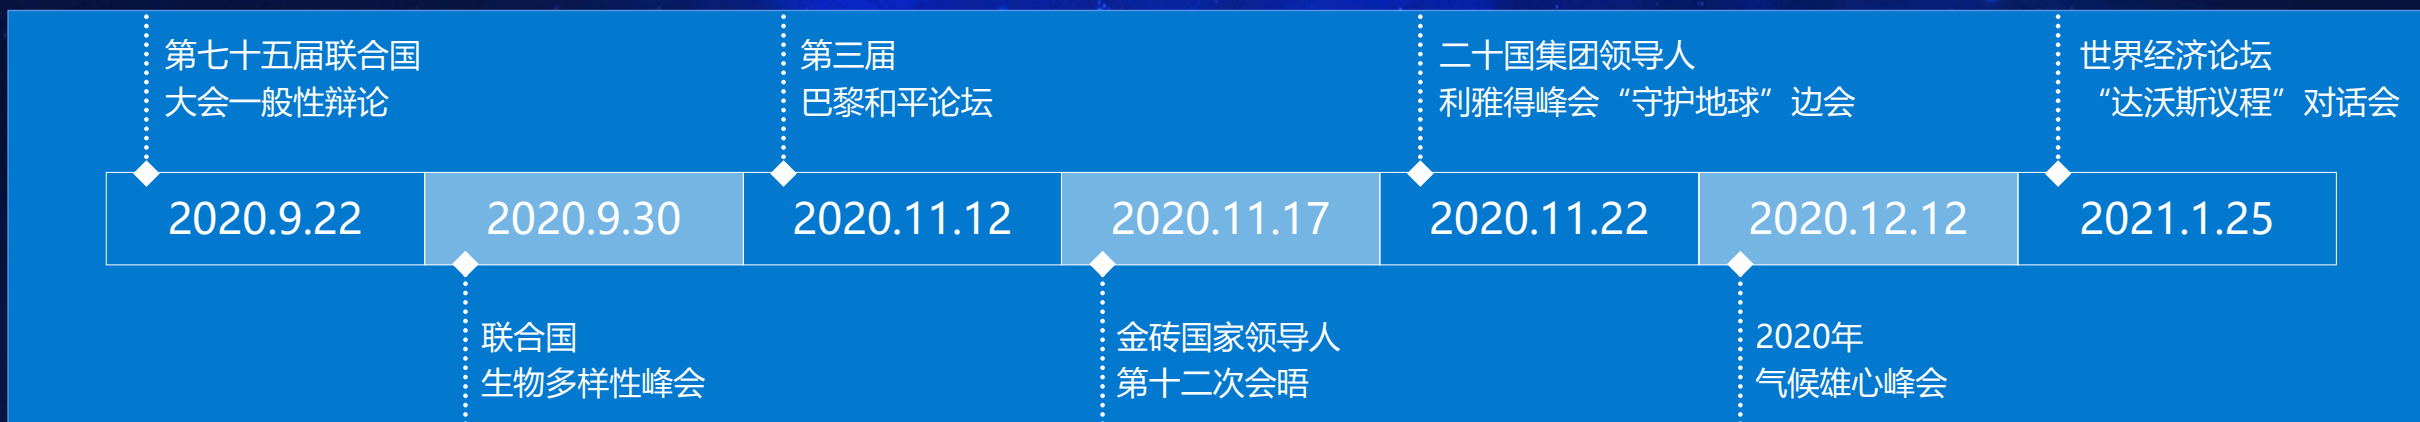 第七十五届联合国
大会一般性辩论
第三届
巴黎和平论坛
二十国集团领导人
利雅得峰会“守护地球”边会
世界经济论坛
“达沃斯议程”对话会
2020.9.22
2020.9.30
2020.11.12
2020.11.17
2020.11.22
2020.12.12
2021.1.25
联合国
生物多样性峰会
金砖国家领导人
第十二次会晤
2020年
气候雄心峰会